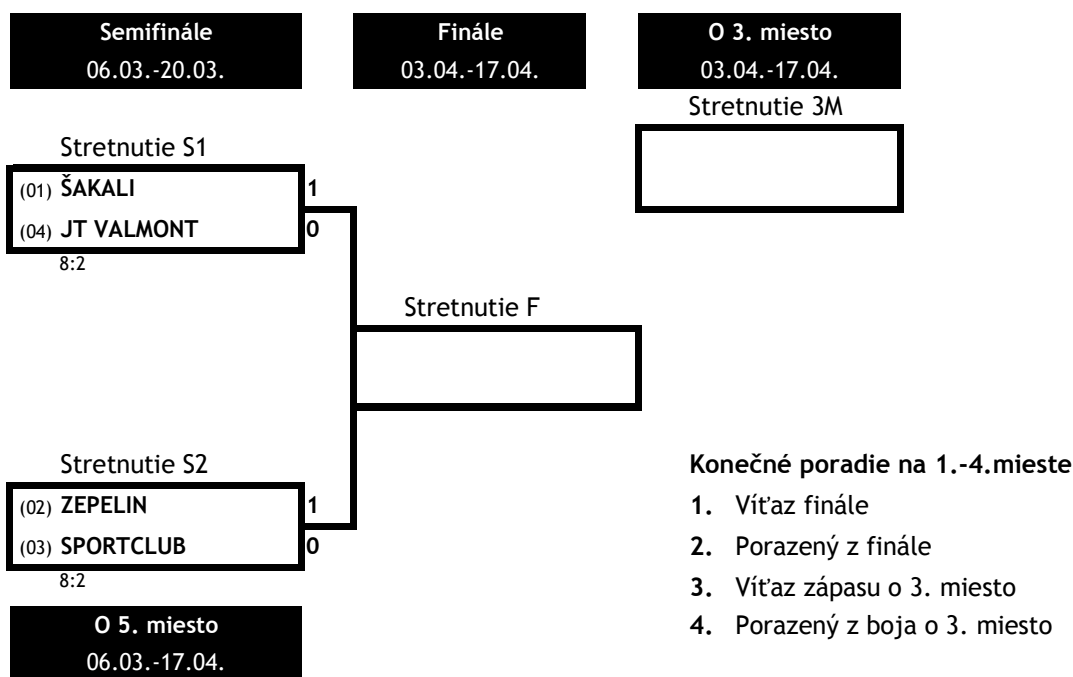 Semifinále
06.03.-20.03.
Finále
03.04.-17.04.
O 3. miesto
03.04.-17.04.
Stretnutie 3M
Stretnutie S1
(01) ŠAKALI 1
(04) JT VALMONT 0
8:2
Stretnutie F
Stretnutie S2
(02) ZEPELIN 1
(03) SPORTCLUB 0
8:2
Konečné poradie na 1.-4.mieste
1. Víťaz finále
2. Porazený z finále
3. Víťaz zápasu o 3. miesto
4. Porazený z boja o 3. miesto
O 5. miesto
06.03.-17.04.